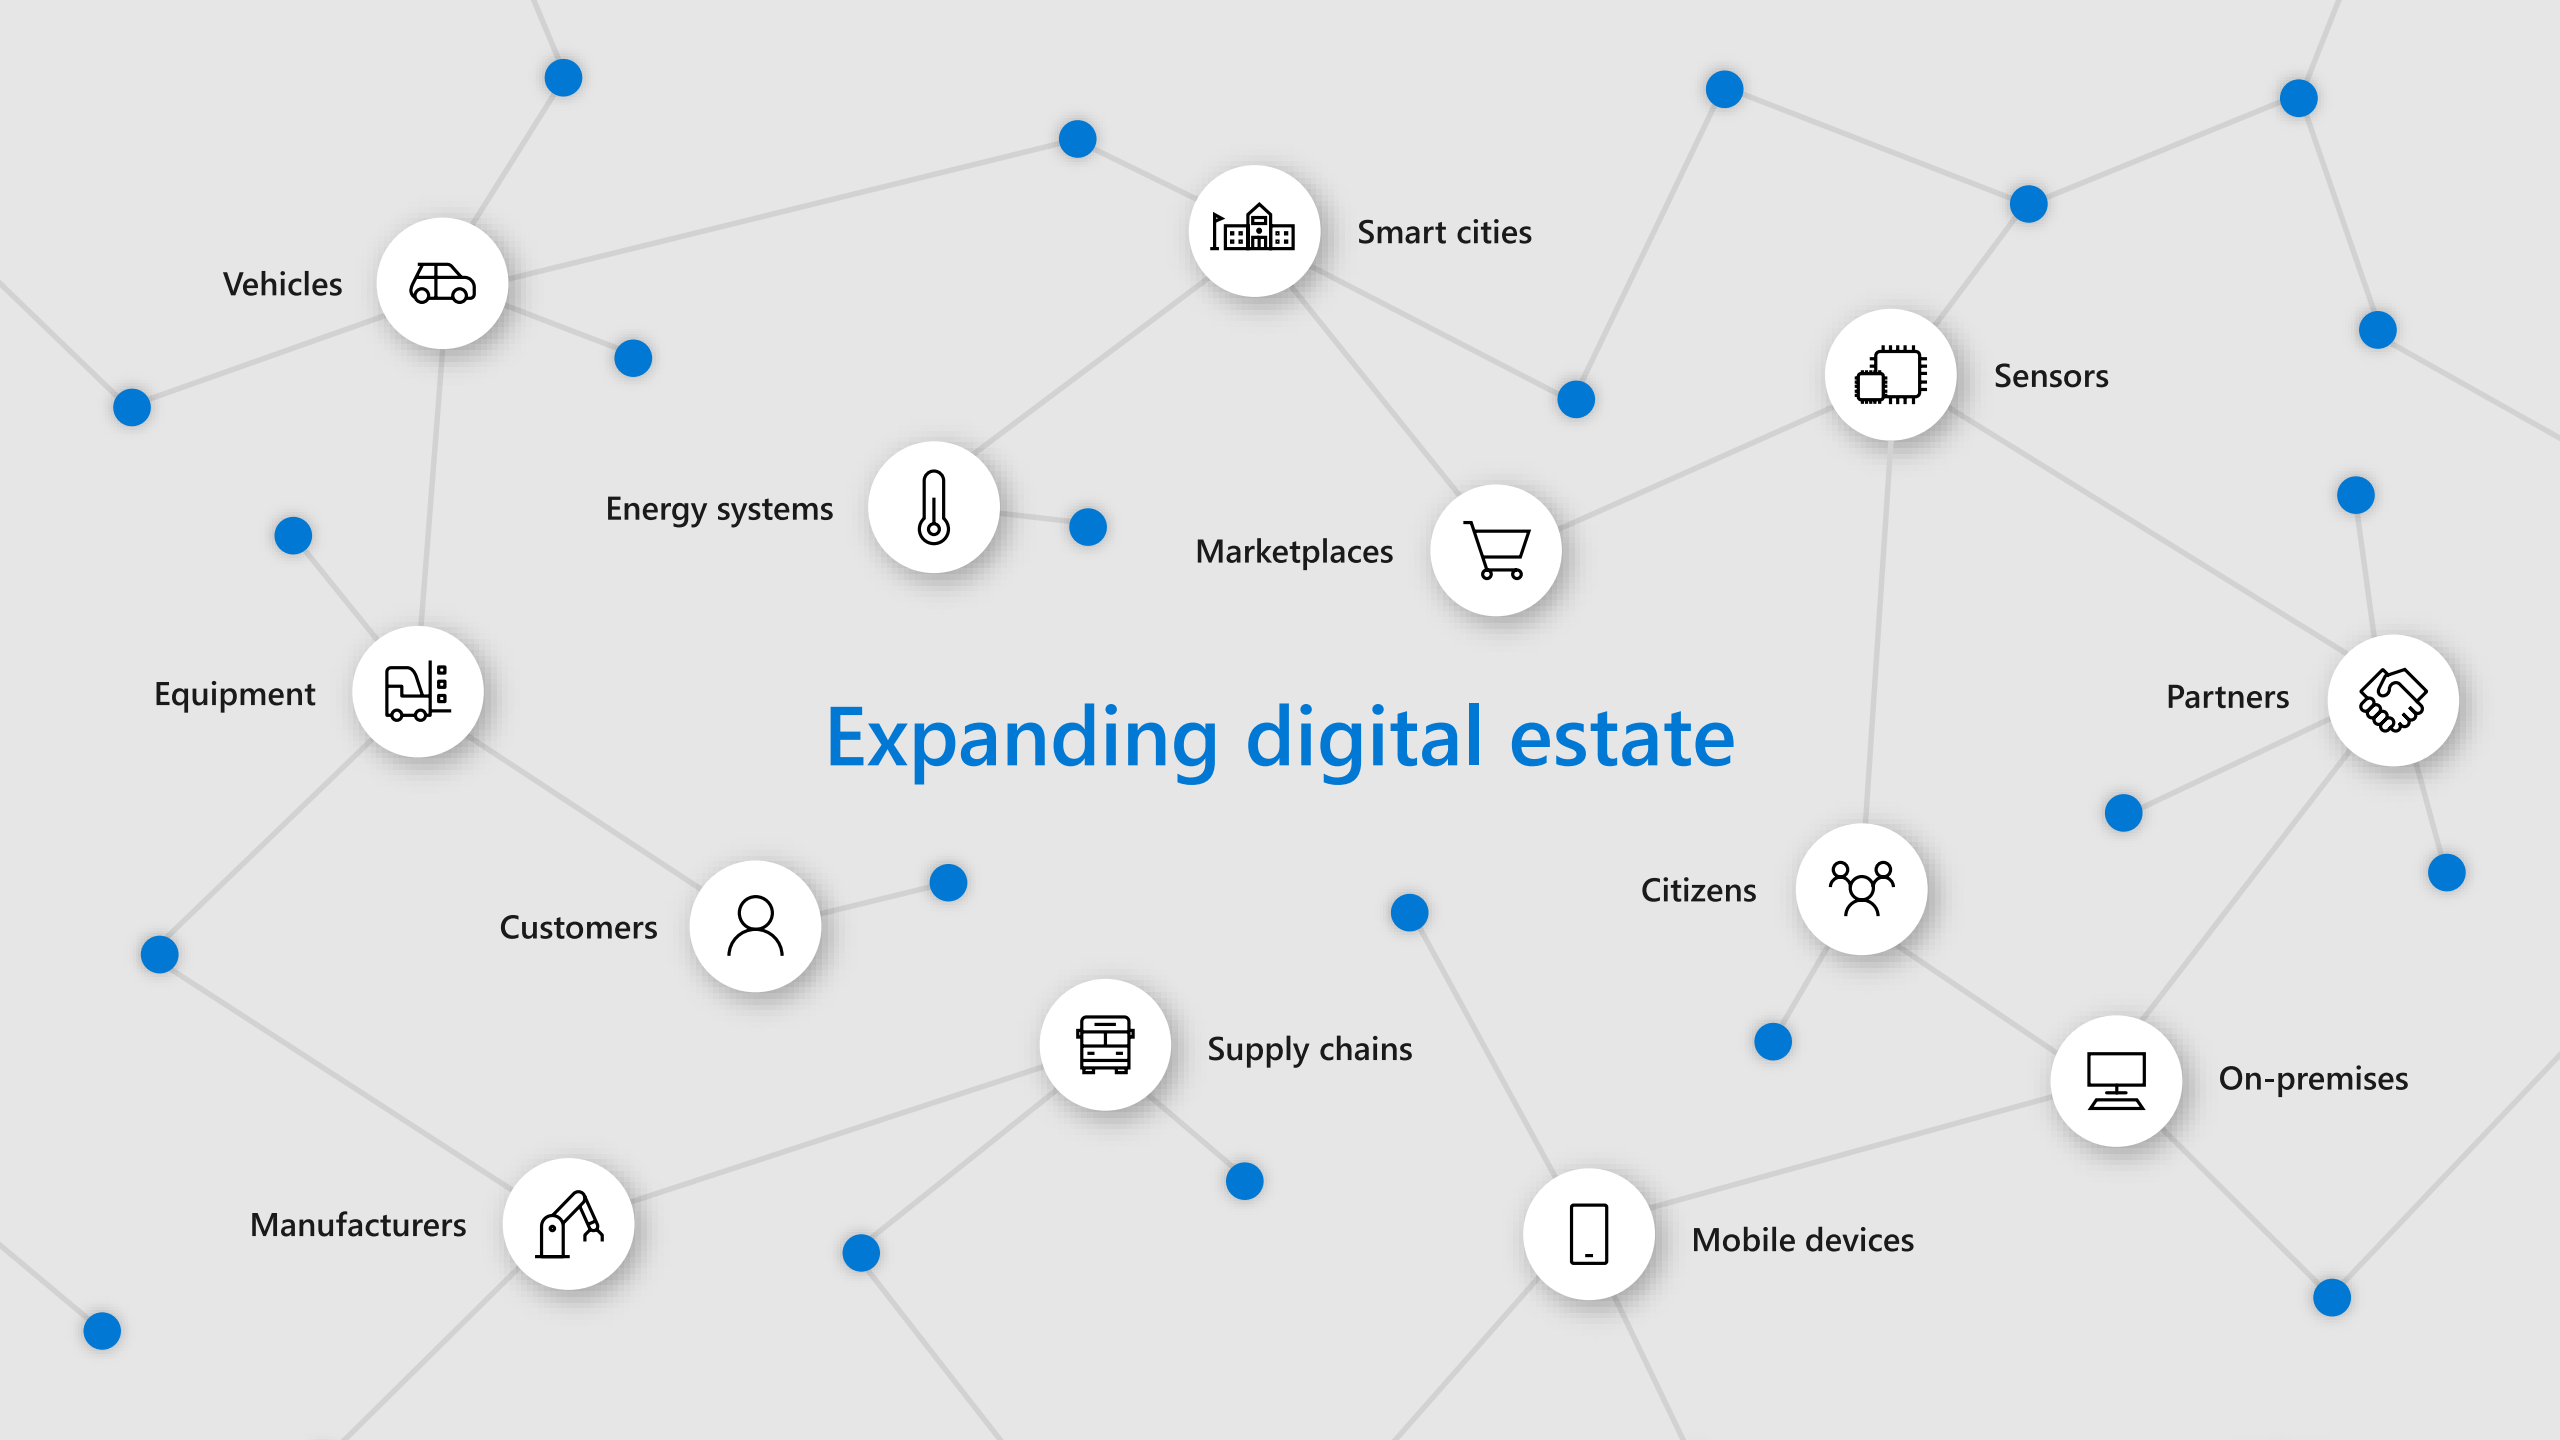 Smart cities
Vehicles
Sensors
Energy systems
Marketplaces
Equipment
Partners
Expanding digital estate
Citizens
Customers
Supply chains
On-premises
Manufacturers
Mobile devices